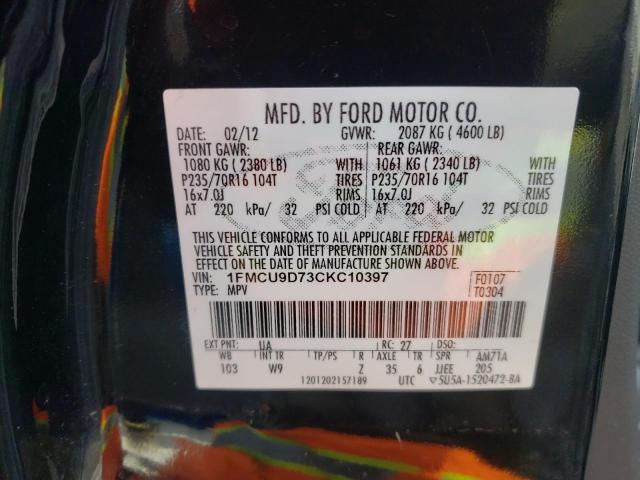 MFD. BY FORD MOTOR CO.
DATE: 02/12 GVWR: 2087 KG ( 4600 LB)
FRONT GAWR: REAR GAWR:
1080 KG ( 2380 LB) WITH 1061 KG ( 2340 LB) WITH
P235/70R16 104T TIRES P235/70R16 104T TIRES
16x7.0J RIMS 16x7.0J RIMS
AT 220 kPa/ 32 PSI COLD AT 220 kPa/ 32 PSI COLD
THIS VEHICLE CONFORMS TO ALL APPLICABLE FEDERAL MOTOR
VEHICLE SAFETY AND THEFT PREVENTION STANDARDS IN
EFFECT ON THE DATE OF MANUFACTURE SHOWN ABOVE.
VIN: 1FMCU9D73CKC10397 F0107
TYPE: MPV T0304
EXT PNT: UA RC: 27 DSO:
WB INT TR TP/PS R AXLE TR SPR AM71A
103 W9 Z 35 6 JJEE 205
1201202157189 UTC ▽5U5A-1520472-BA